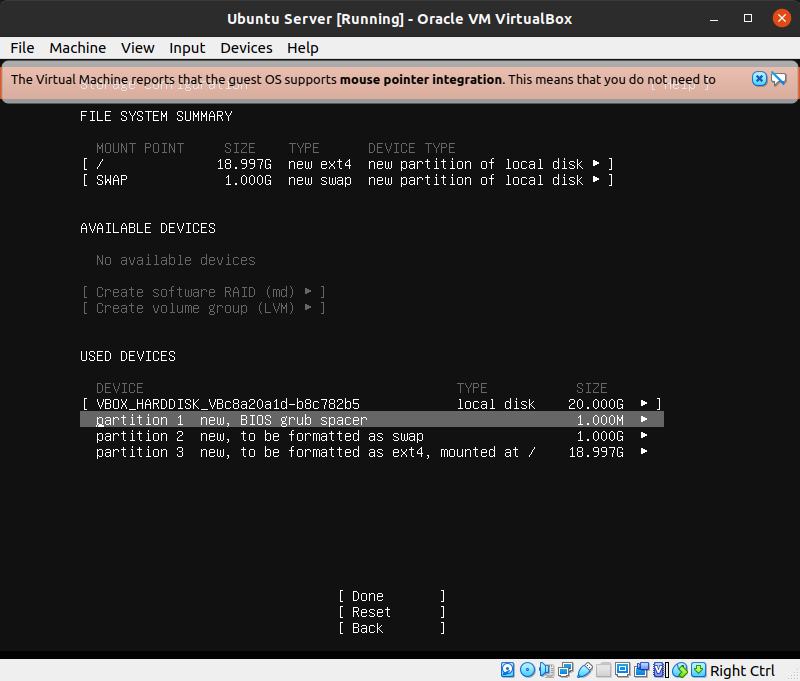 Ubuntu Server [Running] - Oracle VM VirtualBox
File Machine View Input Devices Help
The Virtual Machine reports that the guest OS supports mouse pointer integration. This means that you do not need to
Storage configuration [ Help ]
FILE SYSTEM SUMMARY
MOUNT POINT SIZE TYPE DEVICE TYPE
[ / 18.997G new ext4 new partition of local disk ▸ ]
[ SWAP 1.000G new swap new partition of local disk ▸ ]
AVAILABLE DEVICES
No available devices
[ Create software RAID (md) ▸ ]
[ Create volume group (LVM) ▸ ]
USED DEVICES
DEVICE TYPE SIZE
[ VBOX_HARDDISK_VBc8a20a1d-b8c782b5 local disk 20.000G ▸ ]
partition 1 new, BIOS grub spacer 1.000M ▸
partition 2 new, to be formatted as swap 1.000G ▸
partition 3 new, to be formatted as ext4, mounted at / 18.997G ▸
[ Done ]
[ Reset ]
[ Back ]
Right Ctrl